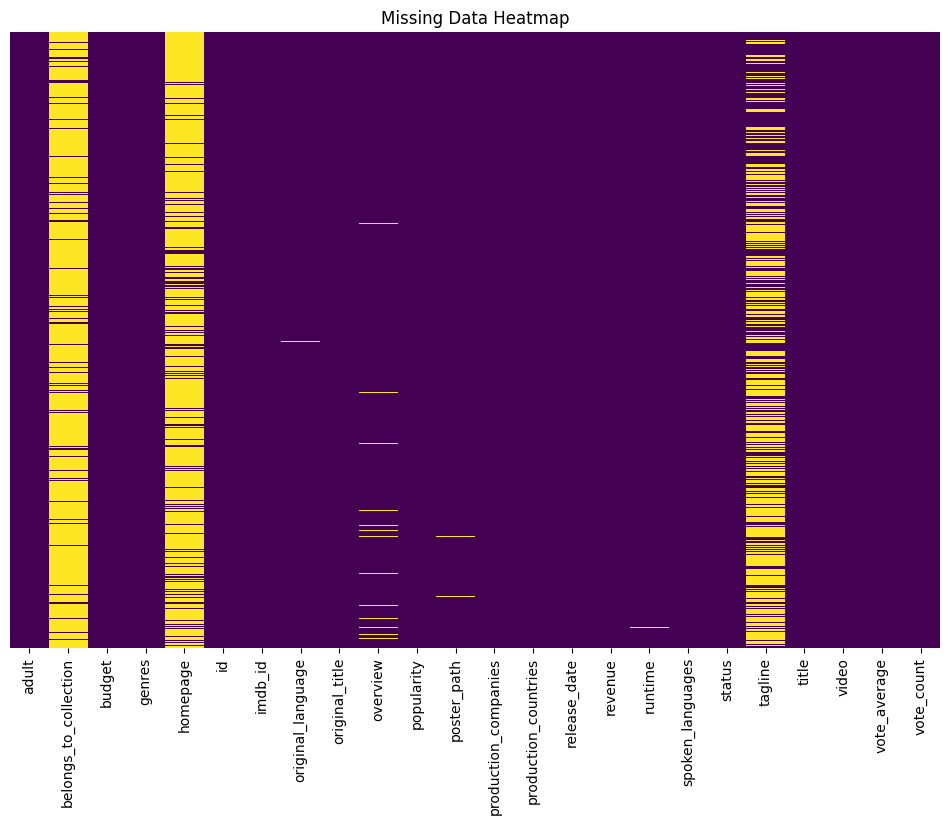 Missing Data Heatmap
adult
belongs_to_collection
budget
genres
homepage
id
imdb_id
original_language
original_title
overview
popularity
poster_path
production_companies
production_countries
release_date
revenue
runtime
spoken_languages
status
tagline
title
video
vote_average
vote_count